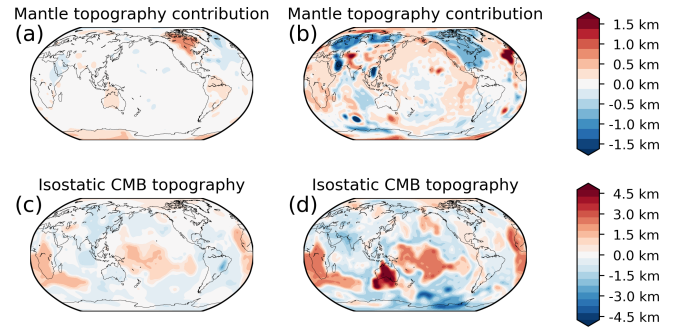 Mantle topography contribution
Mantle topography contribution
(a)
(b)
1.5 km
1.0 km
0.5 km
0.0 km
-0.5 km
-1.0 km
-1.5 km
Isostatic CMB topography
Isostatic CMB topography
(c)
(d)
4.5 km
3.0 km
1.5 km
0.0 km
-1.5 km
-3.0 km
-4.5 km